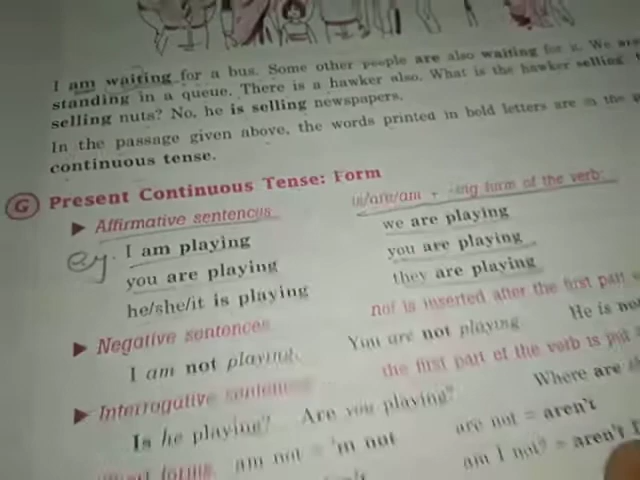 I am waiting for a bus. Some other people are also waiting for it. We are
standing in a queue. There is a hawker also. What is the hawker selling
selling nuts? No, he is selling newspapers.
In the passage given above, the words printed in bold letters are in the
continuous tense.
G Present Continuous Tense: Form
▶ Affirmative sentences is/are/am + -ing form of the verb:
eg. I am playing we are playing
you are playing you are playing
he/she/it is playing they are playing
▶ Negative sentences not is inserted after the first part
I am not playing. You are not playing He is not
▶ Interrogative sentences the first part of the verb is put
Is he playing? Are you playing? Where are
forms am not = 'm not are not = aren't
am I not? = aren't I